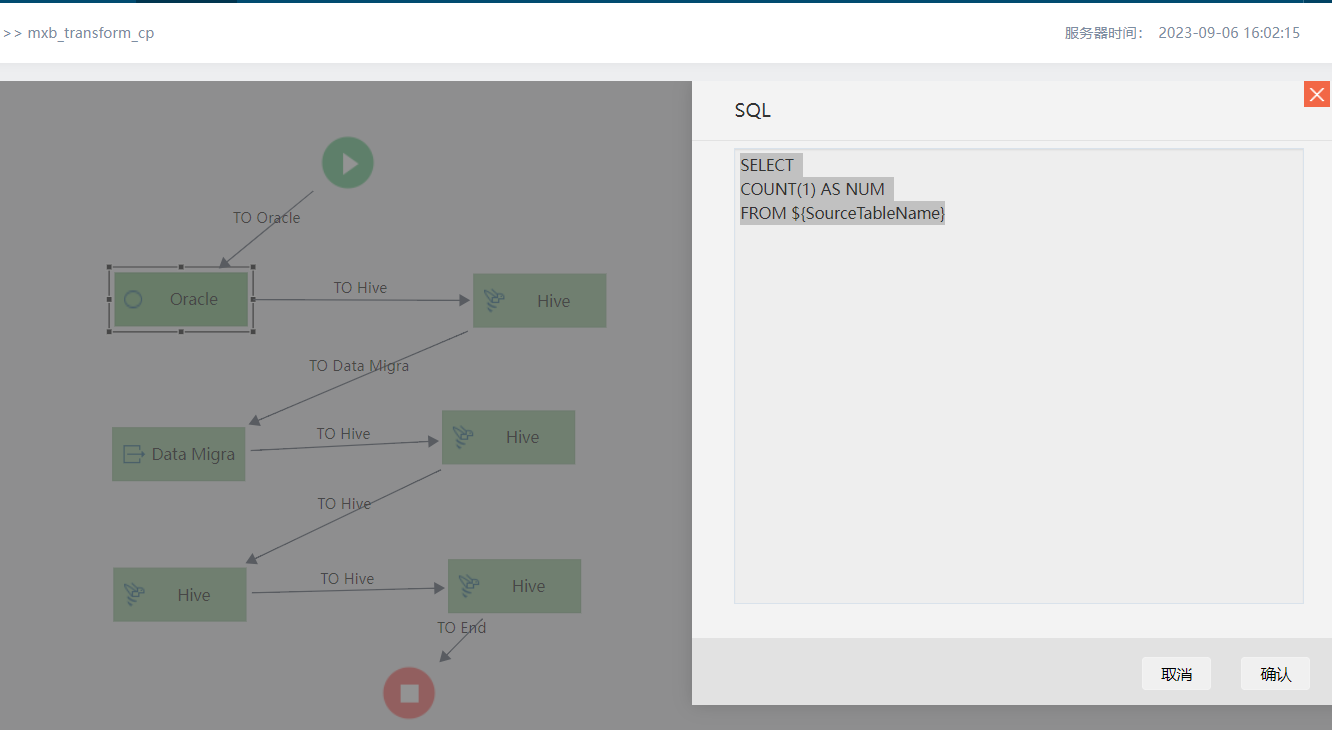 >> mxb_transform_cp
服务器时间： 2023-09-06 16:02:15
SQL
SELECT
COUNT(1) AS NUM
FROM ${SourceTableName}
TO Oracle
Oracle
TO Hive
Hive
TO Data Migra
Data Migra
TO Hive
Hive
TO Hive
Hive
TO Hive
Hive
TO End
取消
确认